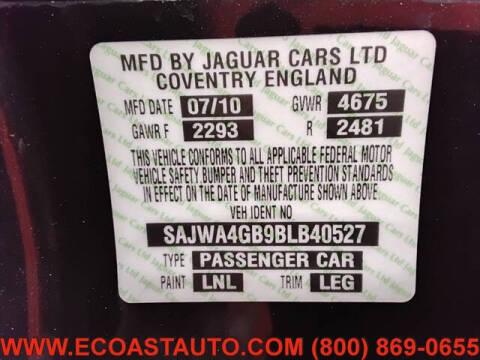 MFD BY JAGUAR CARS LTD
COVENTRY ENGLAND
MFD DATE 07/10 GVWR 4675
GAWR F 2293 R 2481
THIS VEHICLE CONFORMS TO ALL APPLICABLE FEDERAL MOTOR
VEHICLE SAFETY BUMPER AND THEFT PREVENTION STANDARDS
IN EFFECT ON THE DATE OF MANUFACTURE SHOWN ABOVE.
VEH IDENT NO
SAJWA4GB9BLB40527
TYPE PASSENGER CAR
PAINT LNL TRIM LEG
WWW.ECOASTAUTO.COM (800) 869-0655